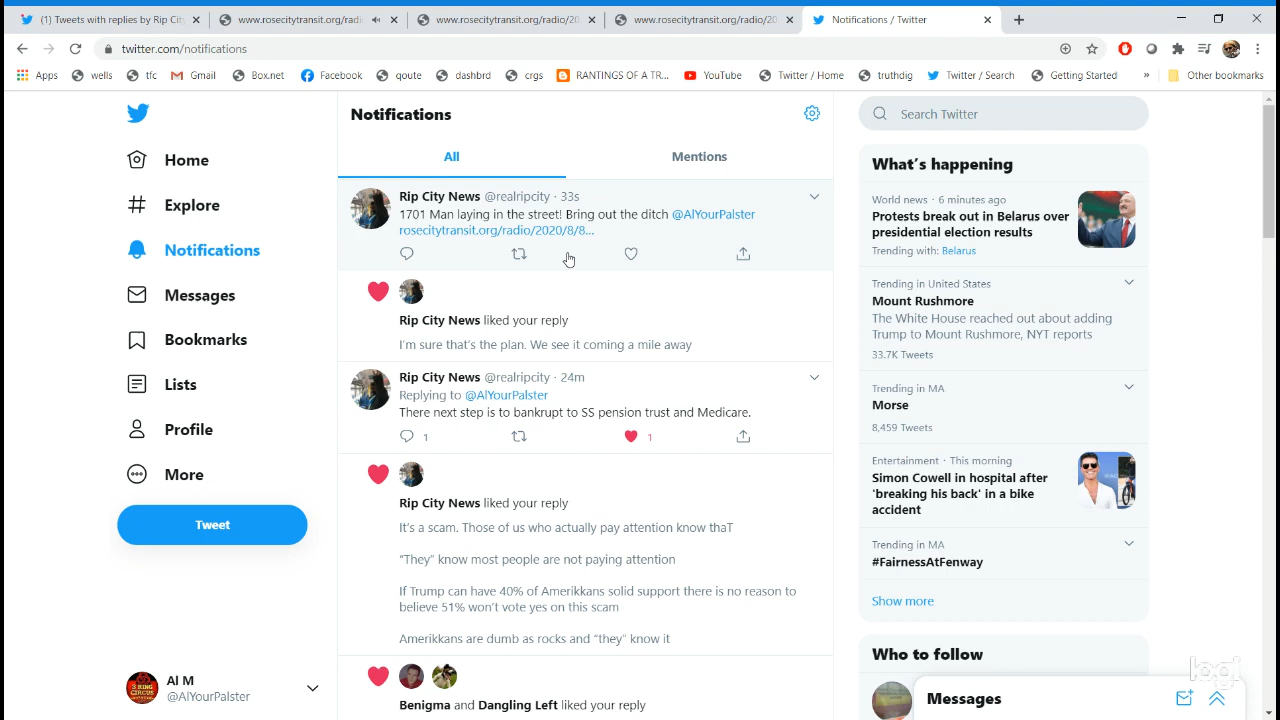 (1) Tweets with replies by Rip City
www.rosecitytransit.org/radi
www.rosecitytransit.org/radio/20
www.rosecitytransit.org/radio/20
Notifications / Twitter
twitter.com/notifications
Apps
wells
tfc
Gmail
Box.net
Facebook
qoute
dashbrd
crgs
RANTINGS OF A TR...
YouTube
Twitter / Home
truthdig
Twitter / Search
Getting Started
»
Other bookmarks
Home
Explore
Notifications
Messages
Bookmarks
Lists
Profile
More
Tweet
Al M
@AlYourPalster
Notifications
All
Mentions
Rip City News @realripcity · 33s
1701 Man laying in the street! Bring out the ditch @AlYourPalster
rosecitytransit.org/radio/2020/8/8...
Rip City News liked your reply
I'm sure that's the plan. We see it coming a mile away
Rip City News @realripcity · 24m
Replying to @AlYourPalster
There next step is to bankrupt to SS pension trust and Medicare.
1
1
Rip City News liked your reply
It's a scam. Those of us who actually pay attention know thaT
“They” know most people are not paying attention
If Trump can have 40% of Amerikkans solid support there is no reason to
believe 51% won't vote yes on this scam
Amerikkans are dumb as rocks and “they” know it
Benigma and Dangling Left liked your reply
Search Twitter
What's happening
World news · 6 minutes ago
Protests break out in Belarus over
presidential election results
Trending with: Belarus
Trending in United States
Mount Rushmore
The White House reached out about adding
Trump to Mount Rushmore, NYT reports
33.7K Tweets
Trending in MA
Morse
8,459 Tweets
Entertainment · This morning
Simon Cowell in hospital after
'breaking his back' in a bike
accident
Trending in MA
#FairnessAtFenway
Show more
Who to follow
logi
Messages